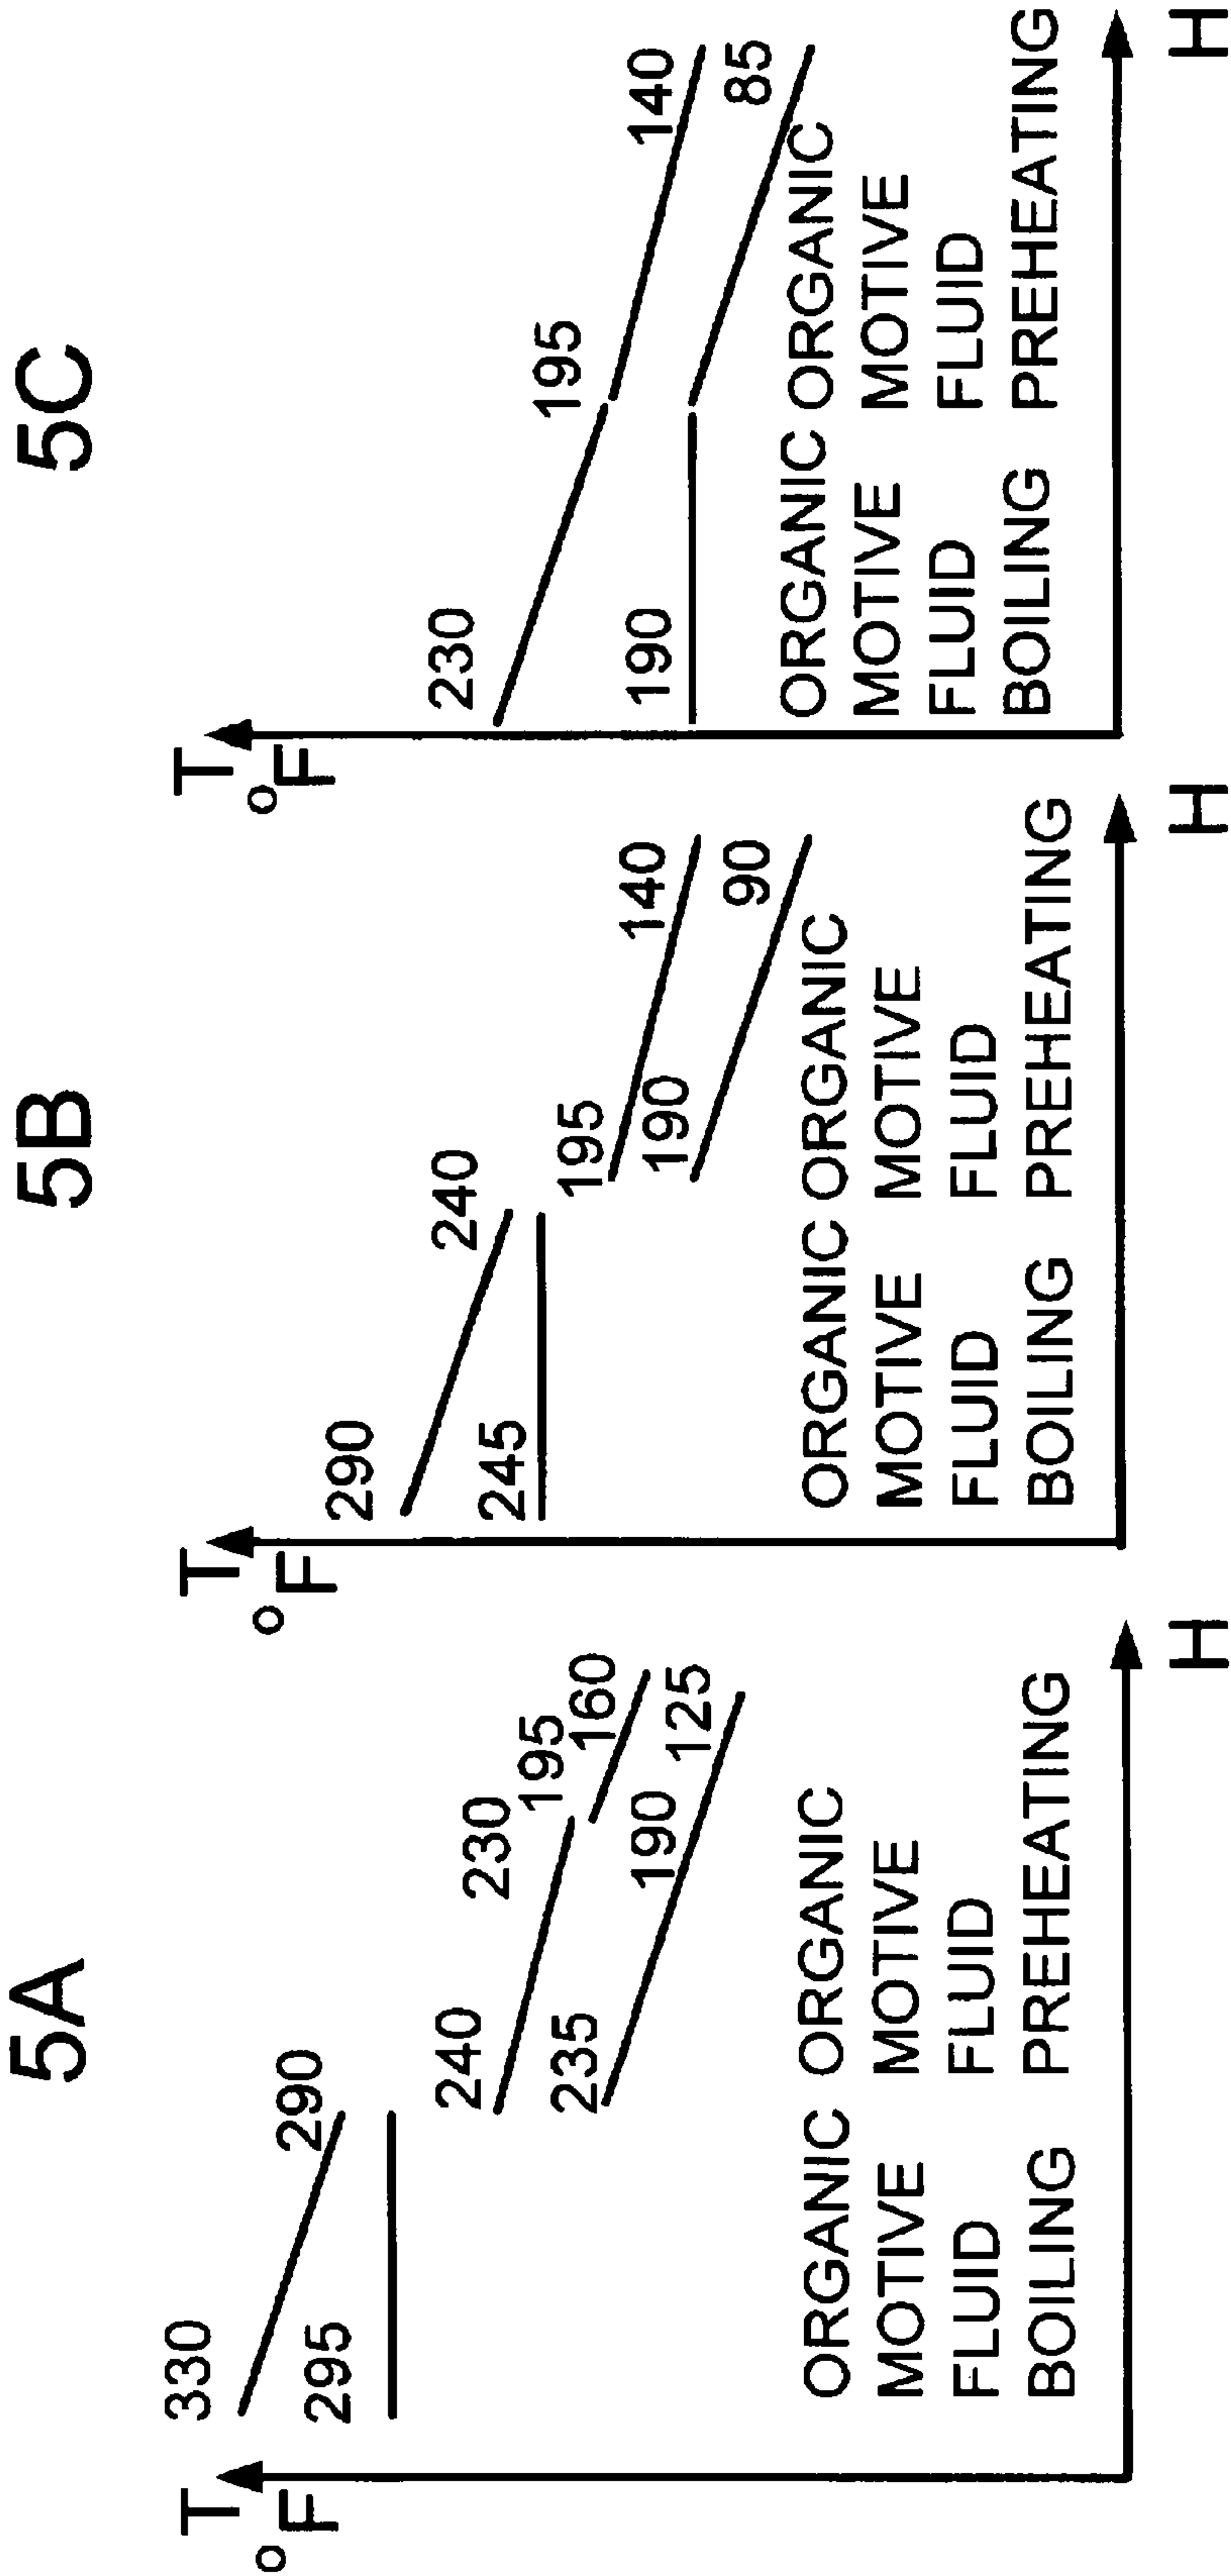 5A
T
°F
330
290
295
240
230
195
160
235
190
125
ORGANIC ORGANIC
MOTIVE MOTIVE
FLUID FLUID
BOILING PREHEATING
H
5B
T
°F
290
240
245
195
140
190
90
ORGANIC ORGANIC
MOTIVE MOTIVE
FLUID FLUID
BOILING PREHEATING
H
5C
T
°F
230
195
140
190
85
ORGANIC ORGANIC
MOTIVE MOTIVE
FLUID FLUID
BOILING PREHEATING
H